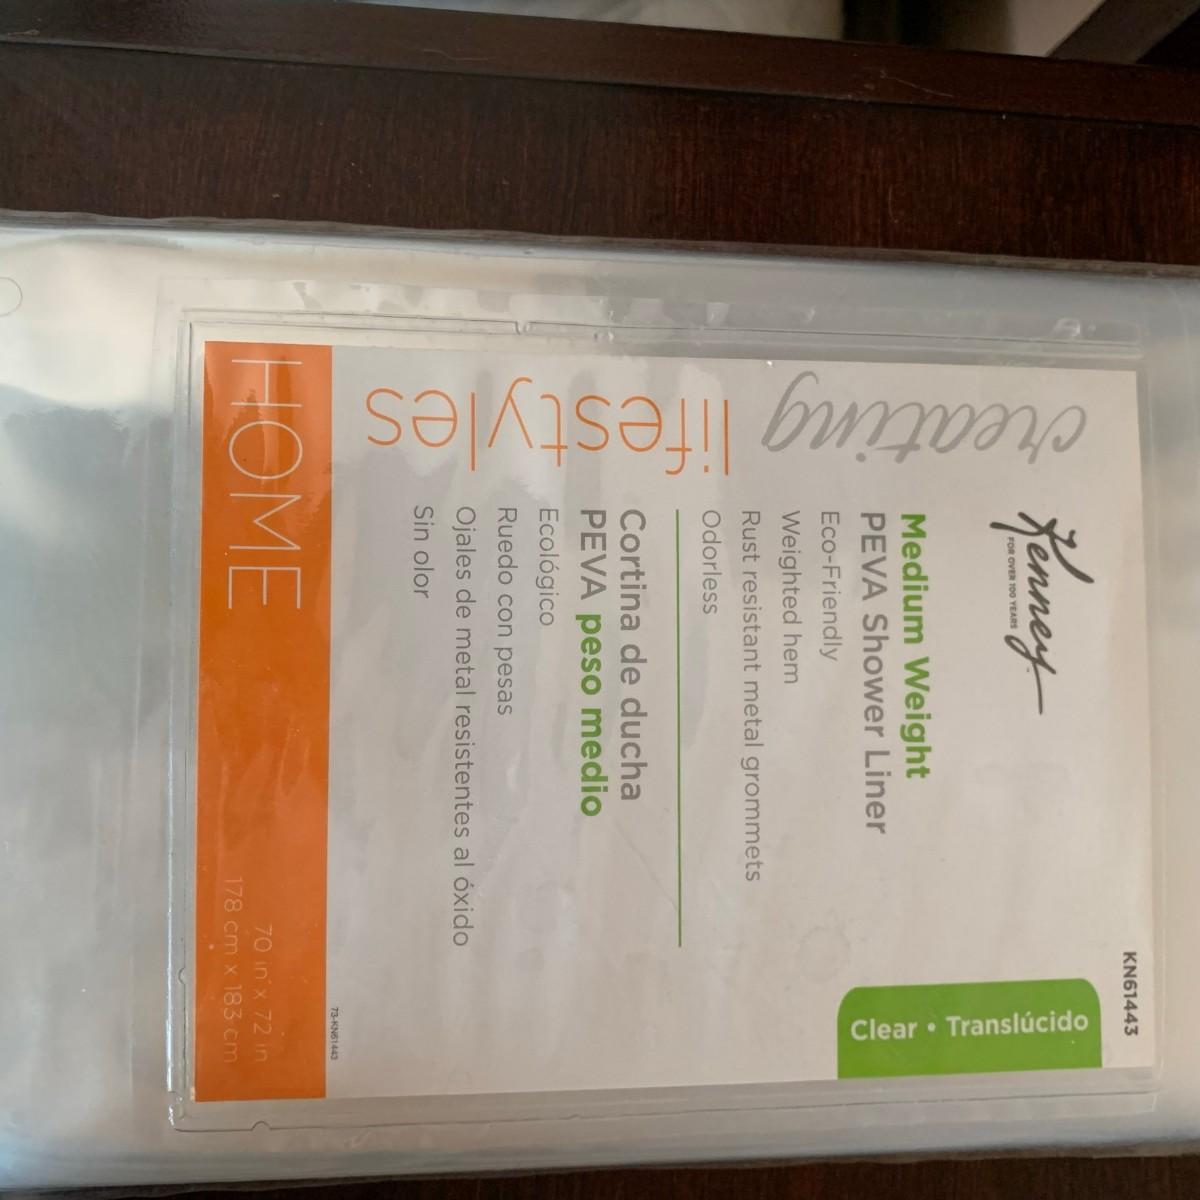 KN61443
Kenney
FOR OVER 100 YEARS
Clear • Translúcido
creating
lifestyles
Medium Weight
PEVA Shower Liner
Eco-Friendly
Weighted hem
Rust resistant metal grommets
Odorless
Cortina de ducha
PEVA peso medio
Ecológico
Ruedo con pesas
Ojales de metal resistentes al óxido
Sin olor
73-KN61443
HOME
70 in x 72 in
178 cm x 183 cm